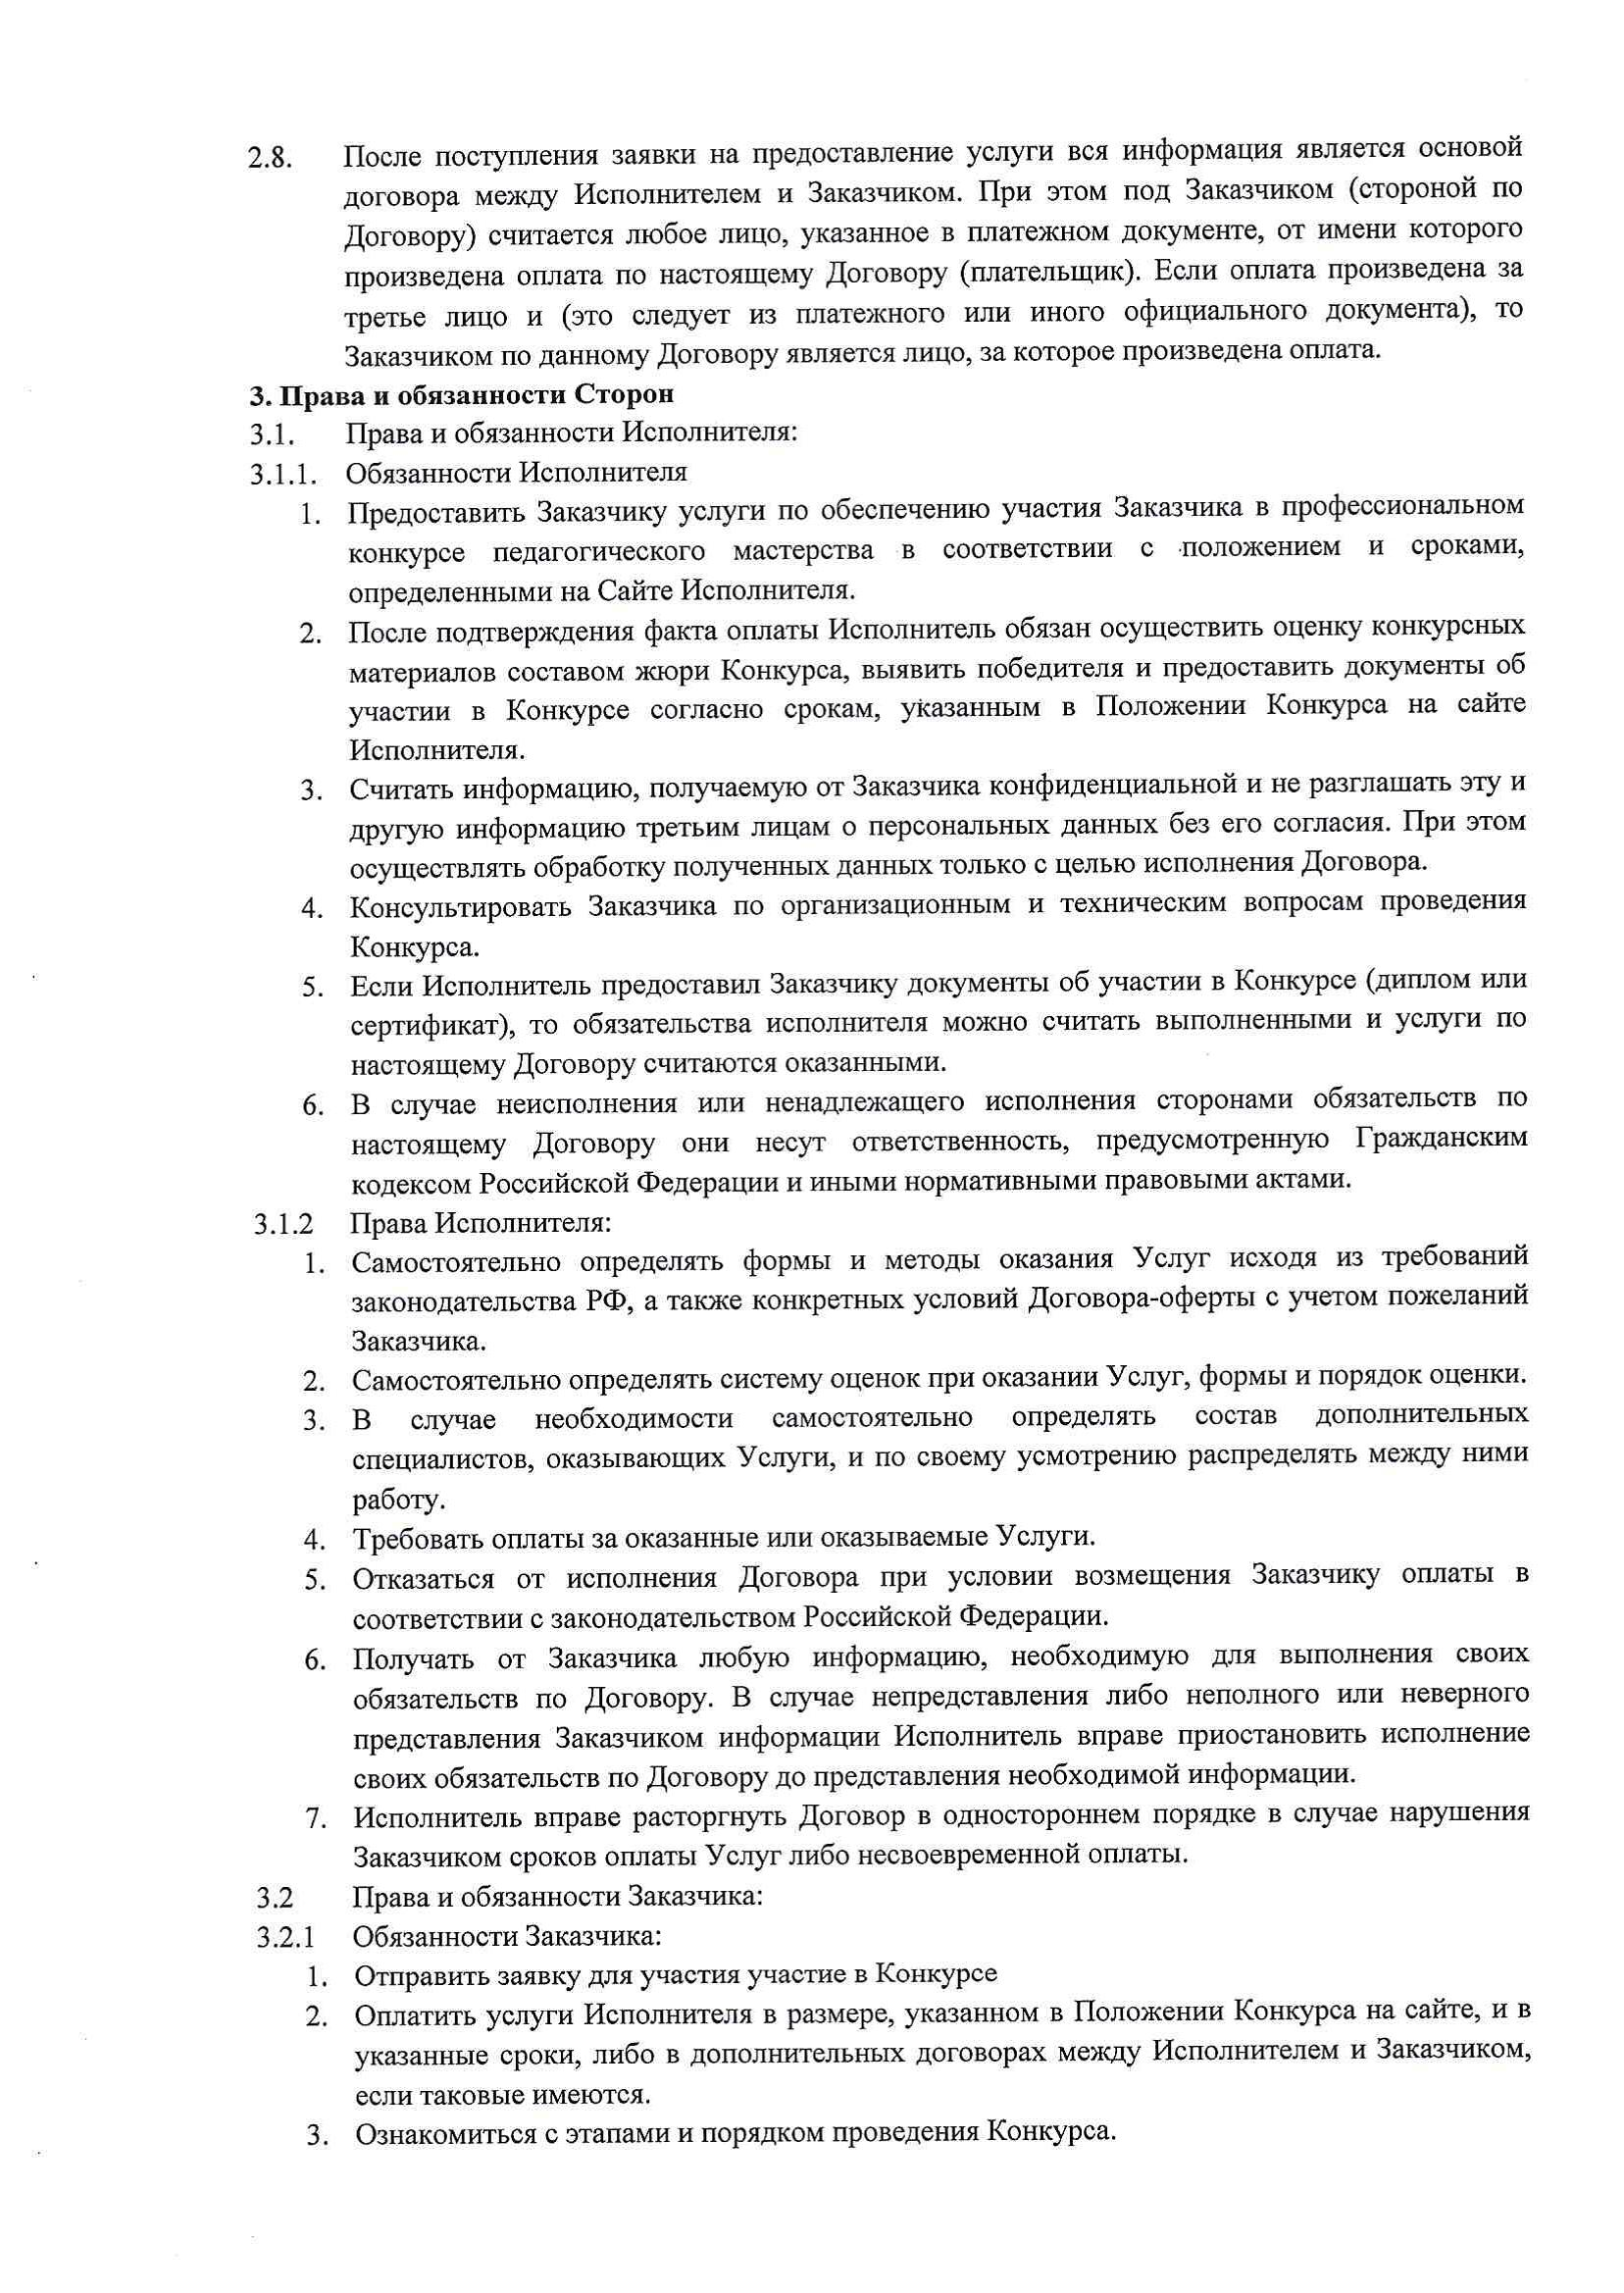 2.8. После поступления заявки на предоставление услуги вся информация является основой
договора между Исполнителем и Заказчиком. При этом под Заказчиком (стороной по
Договору) считается любое лицо, указанное в платежном документе, от имени которого
произведена оплата по настоящему Договору (плательщик). Если оплата произведена за
третье лицо и (это следует из платежного или иного официального документа), то
Заказчиком по данному Договору является лицо, за которое произведена оплата.
3. Права и обязанности Сторон
3.1. Права и обязанности Исполнителя:
3.1.1. Обязанности Исполнителя
1. Предоставить Заказчику услуги по обеспечению участия Заказчика в профессиональном
конкурсе педагогического мастерства в соответствии с положением и сроками,
определенными на Сайте Исполнителя.
2. После подтверждения факта оплаты Исполнитель обязан осуществить оценку конкурсных
материалов составом жюри Конкурса, выявить победителя и предоставить документы об
участии в Конкурсе согласно срокам, указанным в Положении Конкурса на сайте
Исполнителя.
3. Считать информацию, получаемую от Заказчика конфиденциальной и не разглашать эту и
другую информацию третьим лицам о персональных данных без его согласия. При этом
осуществлять обработку полученных данных только с целью исполнения Договора.
4. Консультировать Заказчика по организационным и техническим вопросам проведения
Конкурса.
5. Если Исполнитель предоставил Заказчику документы об участии в Конкурсе (диплом или
сертификат), то обязательства исполнителя можно считать выполненными и услуги по
настоящему Договору считаются оказанными.
6. В случае неисполнения или ненадлежащего исполнения сторонами обязательств по
настоящему Договору они несут ответственность, предусмотренную Гражданским
кодексом Российской Федерации и иными нормативными правовыми актами.
3.1.2 Права Исполнителя:
1. Самостоятельно определять формы и методы оказания Услуг исходя из требований
законодательства РФ, а также конкретных условий Договора-оферты с учетом пожеланий
Заказчика.
2. Самостоятельно определять систему оценок при оказании Услуг, формы и порядок оценки.
3. В случае необходимости самостоятельно определять состав дополнительных
специалистов, оказывающих Услуги, и по своему усмотрению распределять между ними
работу.
4. Требовать оплаты за оказанные или оказываемые Услуги.
5. Отказаться от исполнения Договора при условии возмещения Заказчику оплаты в
соответствии с законодательством Российской Федерации.
6. Получать от Заказчика любую информацию, необходимую для выполнения своих
обязательств по Договору. В случае непредставления либо неполного или неверного
представления Заказчиком информации Исполнитель вправе приостановить исполнение
своих обязательств по Договору до представления необходимой информации.
7. Исполнитель вправе расторгнуть Договор в одностороннем порядке в случае нарушения
Заказчиком сроков оплаты Услуг либо несвоевременной оплаты.
3.2 Права и обязанности Заказчика:
3.2.1 Обязанности Заказчика:
1. Отправить заявку для участия участие в Конкурсе
2. Оплатить услуги Исполнителя в размере, указанном в Положении Конкурса на сайте, и в
указанные сроки, либо в дополнительных договорах между Исполнителем и Заказчиком,
если таковые имеются.
3. Ознакомиться с этапами и порядком проведения Конкурса.